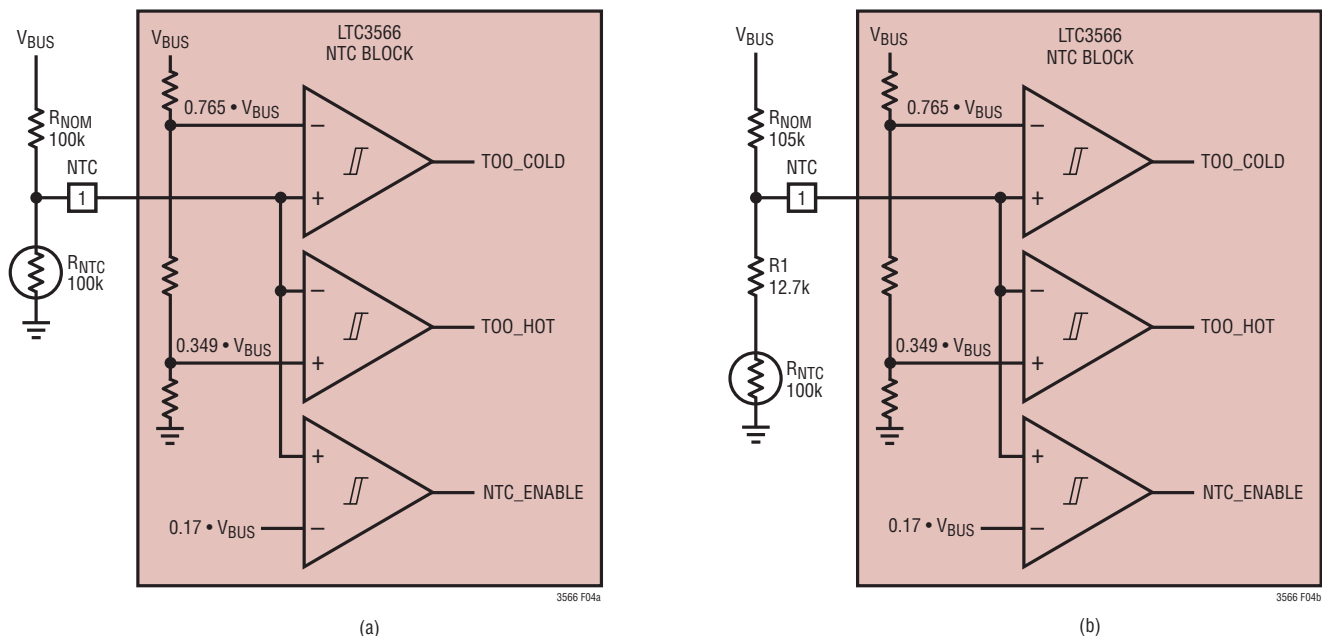 LTC3566
NTC BLOCK
VBUS
VBUS
RNOM
100k
0.765 • VBUS
NTC
1
RNTC
100k
0.349 • VBUS
0.17 • VBUS
−
+
−
+
+
−
TOO_COLD
TOO_HOT
NTC_ENABLE
3566 F04a
(a)
LTC3566
NTC BLOCK
VBUS
VBUS
RNOM
105k
0.765 • VBUS
NTC
1
R1
12.7k
RNTC
100k
0.349 • VBUS
0.17 • VBUS
−
+
−
+
+
−
TOO_COLD
TOO_HOT
NTC_ENABLE
3566 F04b
(b)